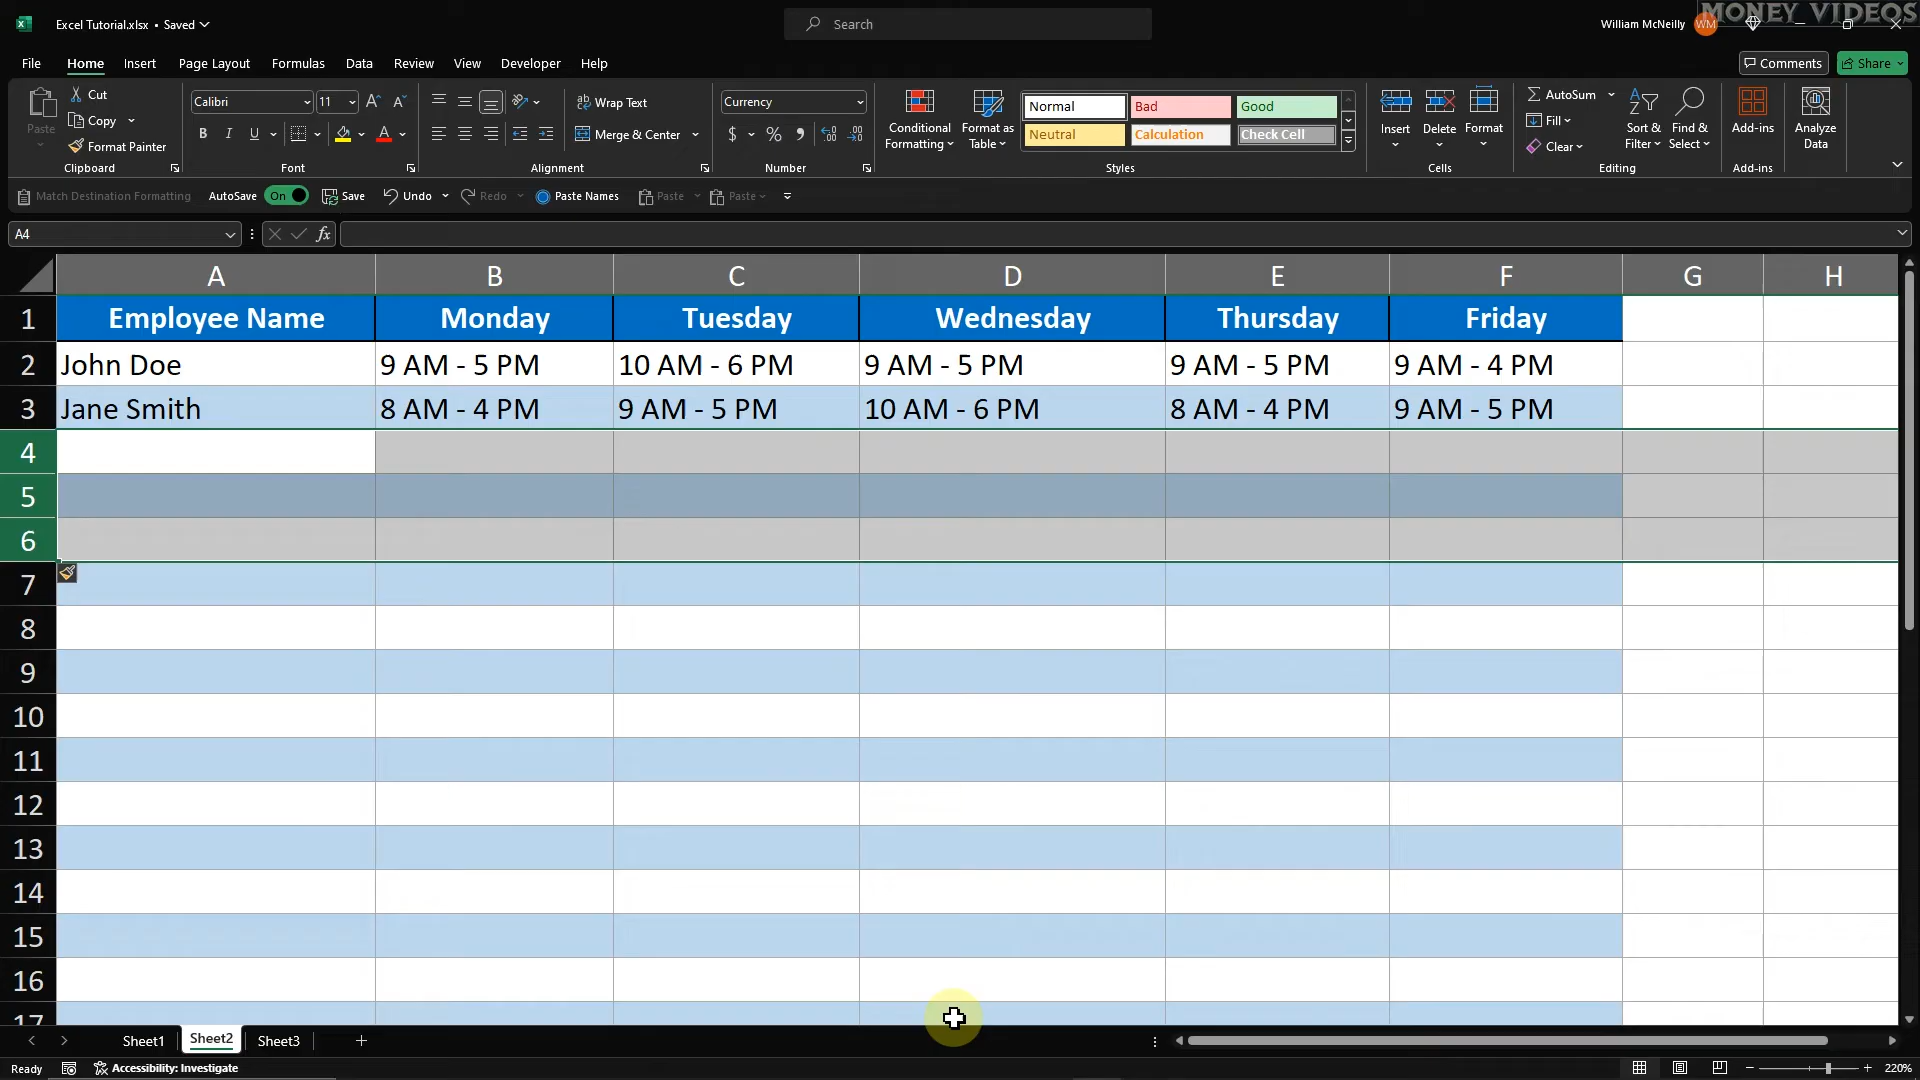 Excel Tutorial.xlsx • Saved
Search
William McNeilly WM
MONEY VIDEOS
File Home Insert Page Layout Formulas Data Review View Developer Help
Comments Share
Paste
Cut
Copy
Format Painter
Clipboard
Calibri 11
B I U A
Font
Wrap Text
Merge & Center
Alignment
Currency
$ % ,
Number
Conditional Formatting
Format as Table
Normal Bad Good
Neutral Calculation Check Cell
Styles
Insert Delete Format
Cells
AutoSum
Fill
Clear
Sort & Filter
Find & Select
Editing
Add-ins
Add-ins
Analyze Data
Match Destination Formatting AutoSave On Save Undo Redo Paste Names Paste Paste
A4 fx
A B C D E F G H
1 Employee Name Monday Tuesday Wednesday Thursday Friday
2 John Doe 9 AM - 5 PM 10 AM - 6 PM 9 AM - 5 PM 9 AM - 5 PM 9 AM - 4 PM
3 Jane Smith 8 AM - 4 PM 9 AM - 5 PM 10 AM - 6 PM 8 AM - 4 PM 9 AM - 5 PM
4
5
6
7
8
9
10
11
12
13
14
15
16
17
Sheet1 Sheet2 Sheet3
Ready Accessibility: Investigate 220%